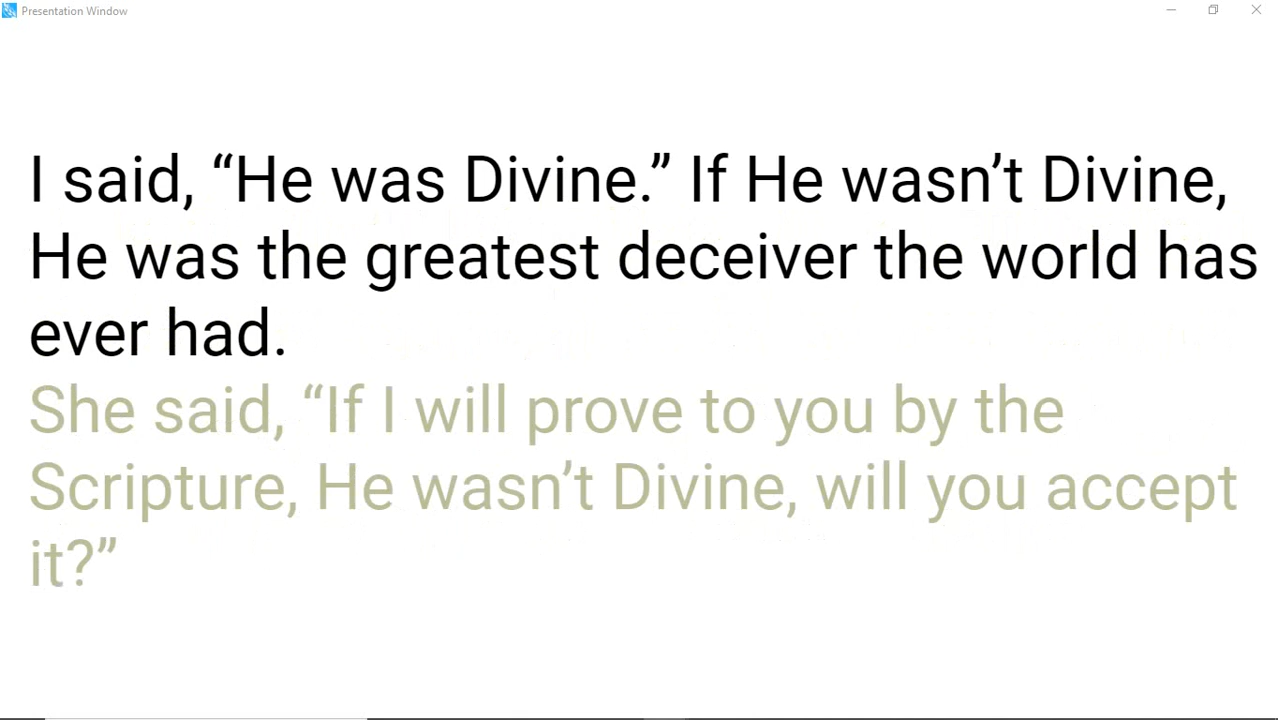 Presentation Window
I said, “He was Divine.” If He wasn’t Divine,
He was the greatest deceiver the world has
ever had.
She said, “If I will prove to you by the
Scripture, He wasn’t Divine, will you accept
it?”